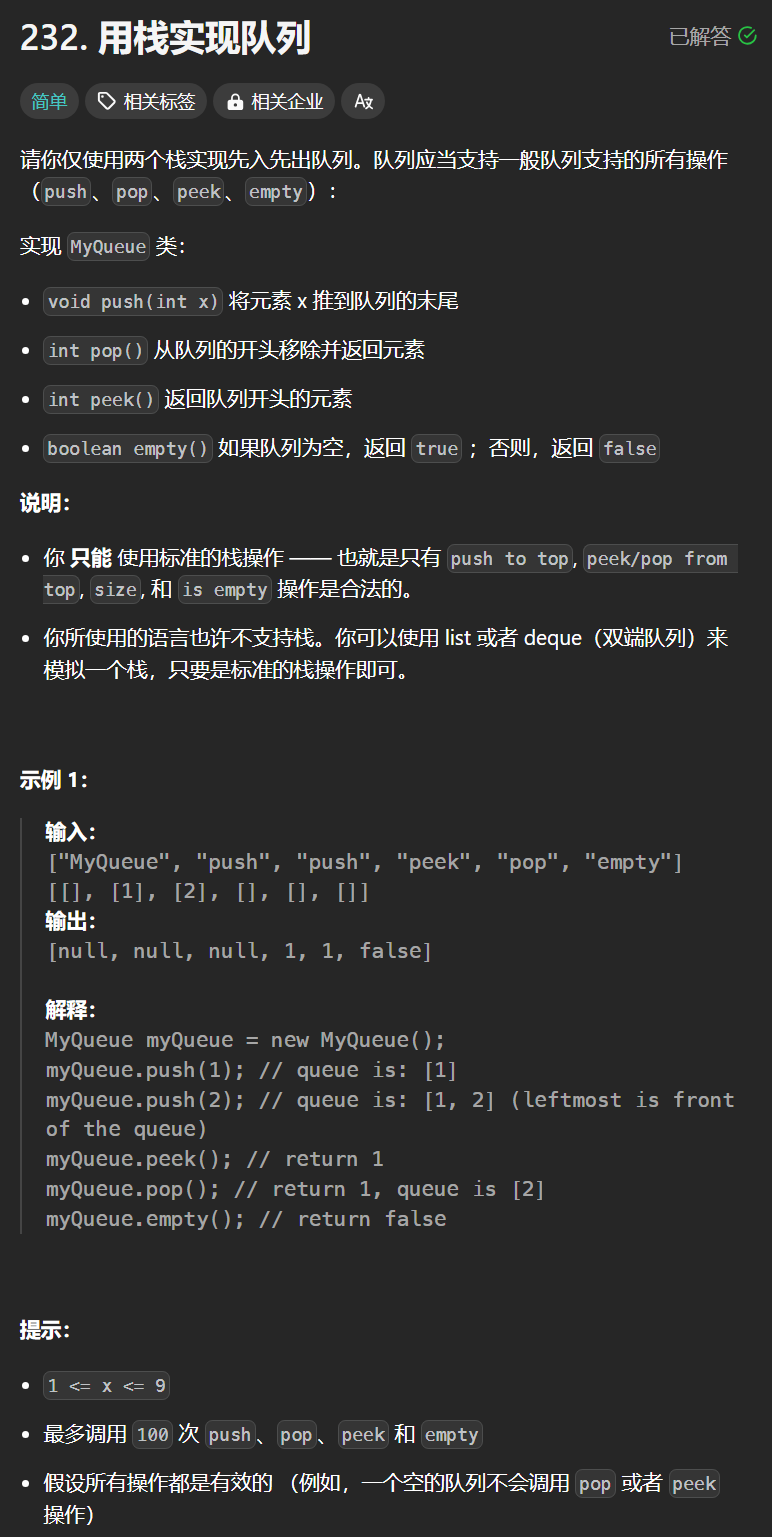 232. 用栈实现队列
已解答
简单 相关标签 相关企业 Aぇ
请你仅使用两个栈实现先入先出队列。队列应当支持一般队列支持的所有操作
（push、pop、peek、empty）：
实现 MyQueue 类：
• void push(int x) 将元素 x 推到队列的末尾
• int pop() 从队列的开头移除并返回元素
• int peek() 返回队列开头的元素
• boolean empty() 如果队列为空，返回 true ；否则，返回 false
说明：
• 你 只能 使用标准的栈操作 —— 也就是只有 push to top, peek/pop from
top, size, 和 is empty 操作是合法的。
• 你所使用的语言也许不支持栈。你可以使用 list 或者 deque（双端队列）来
模拟一个栈，只要是标准的栈操作即可。
示例 1：
输入：
["MyQueue", "push", "push", "peek", "pop", "empty"]
[[], [1], [2], [], [], []]
输出：
[null, null, null, 1, 1, false]
解释：
MyQueue myQueue = new MyQueue();
myQueue.push(1); // queue is: [1]
myQueue.push(2); // queue is: [1, 2] (leftmost is front
of the queue)
myQueue.peek(); // return 1
myQueue.pop(); // return 1, queue is [2]
myQueue.empty(); // return false
提示：
• 1 <= x <= 9
• 最多调用 100 次 push、pop、peek 和 empty
• 假设所有操作都是有效的 （例如，一个空的队列不会调用 pop 或者 peek
操作）